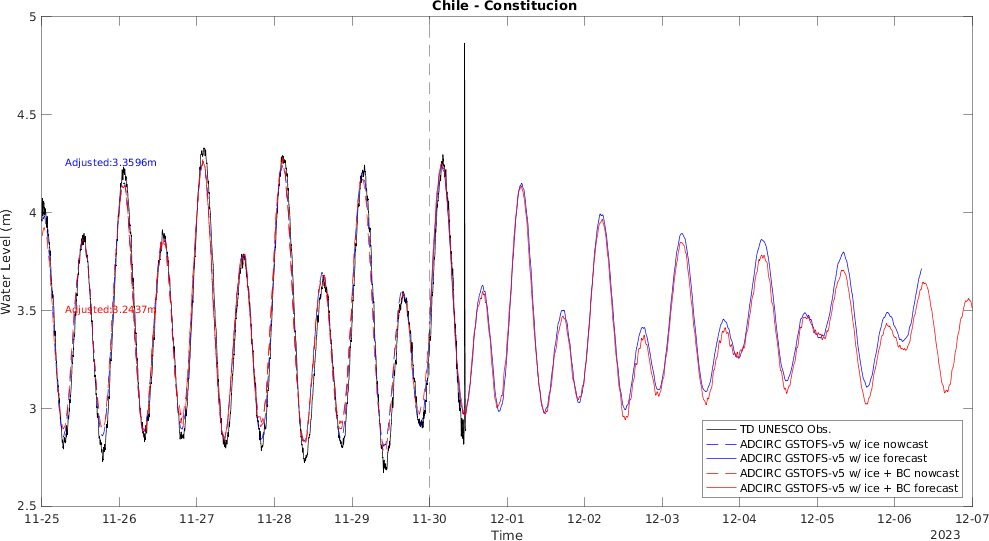 Chile - Constitucion
Water Level (m)
5
4.5
4
3.5
3
2.5
Adjusted:3.3596m
Adjusted:3.2437m
TD UNESCO Obs.
ADCIRC GSTOFS-v5 w/ ice nowcast
ADCIRC GSTOFS-v5 w/ ice forecast
ADCIRC GSTOFS-v5 w/ ice + BC nowcast
ADCIRC GSTOFS-v5 w/ ice + BC forecast
11-25 11-26 11-27 11-28 11-29 11-30 12-01 12-02 12-03 12-04 12-05 12-06 12-07
Time
2023